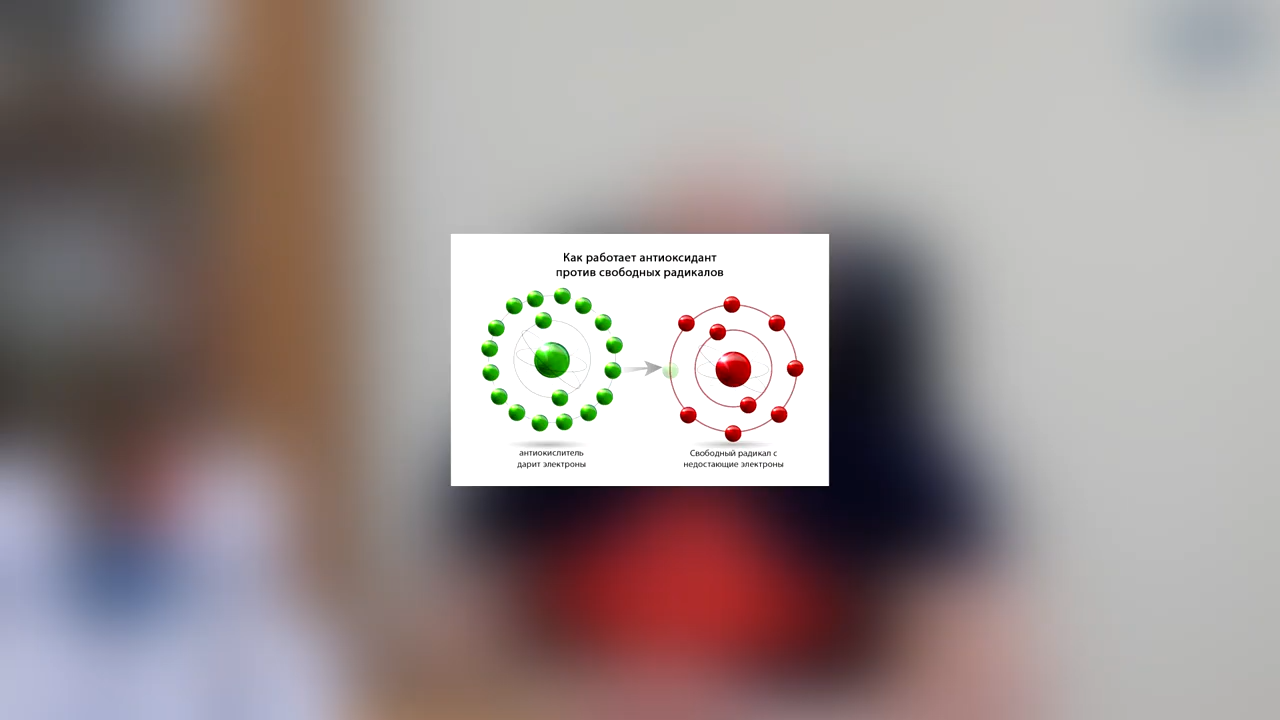 Как работает антиоксидант
против свободных радикалов
антиокислитель
дарит электроны
Свободный радикал с
недостающие электроны